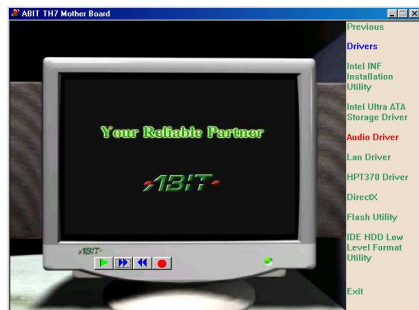 ABIT TH7 Mother Board
Your Reliable Partner
ABIT
ABIT
Previous
Drivers
Intel INF
Installation
Utility
Intel Ultra ATA
Storage Driver
Audio Driver
Lan Driver
HPT370 Driver
DirectX
Flash Utility
IDE HDD Low
Level Format
Utility
Exit